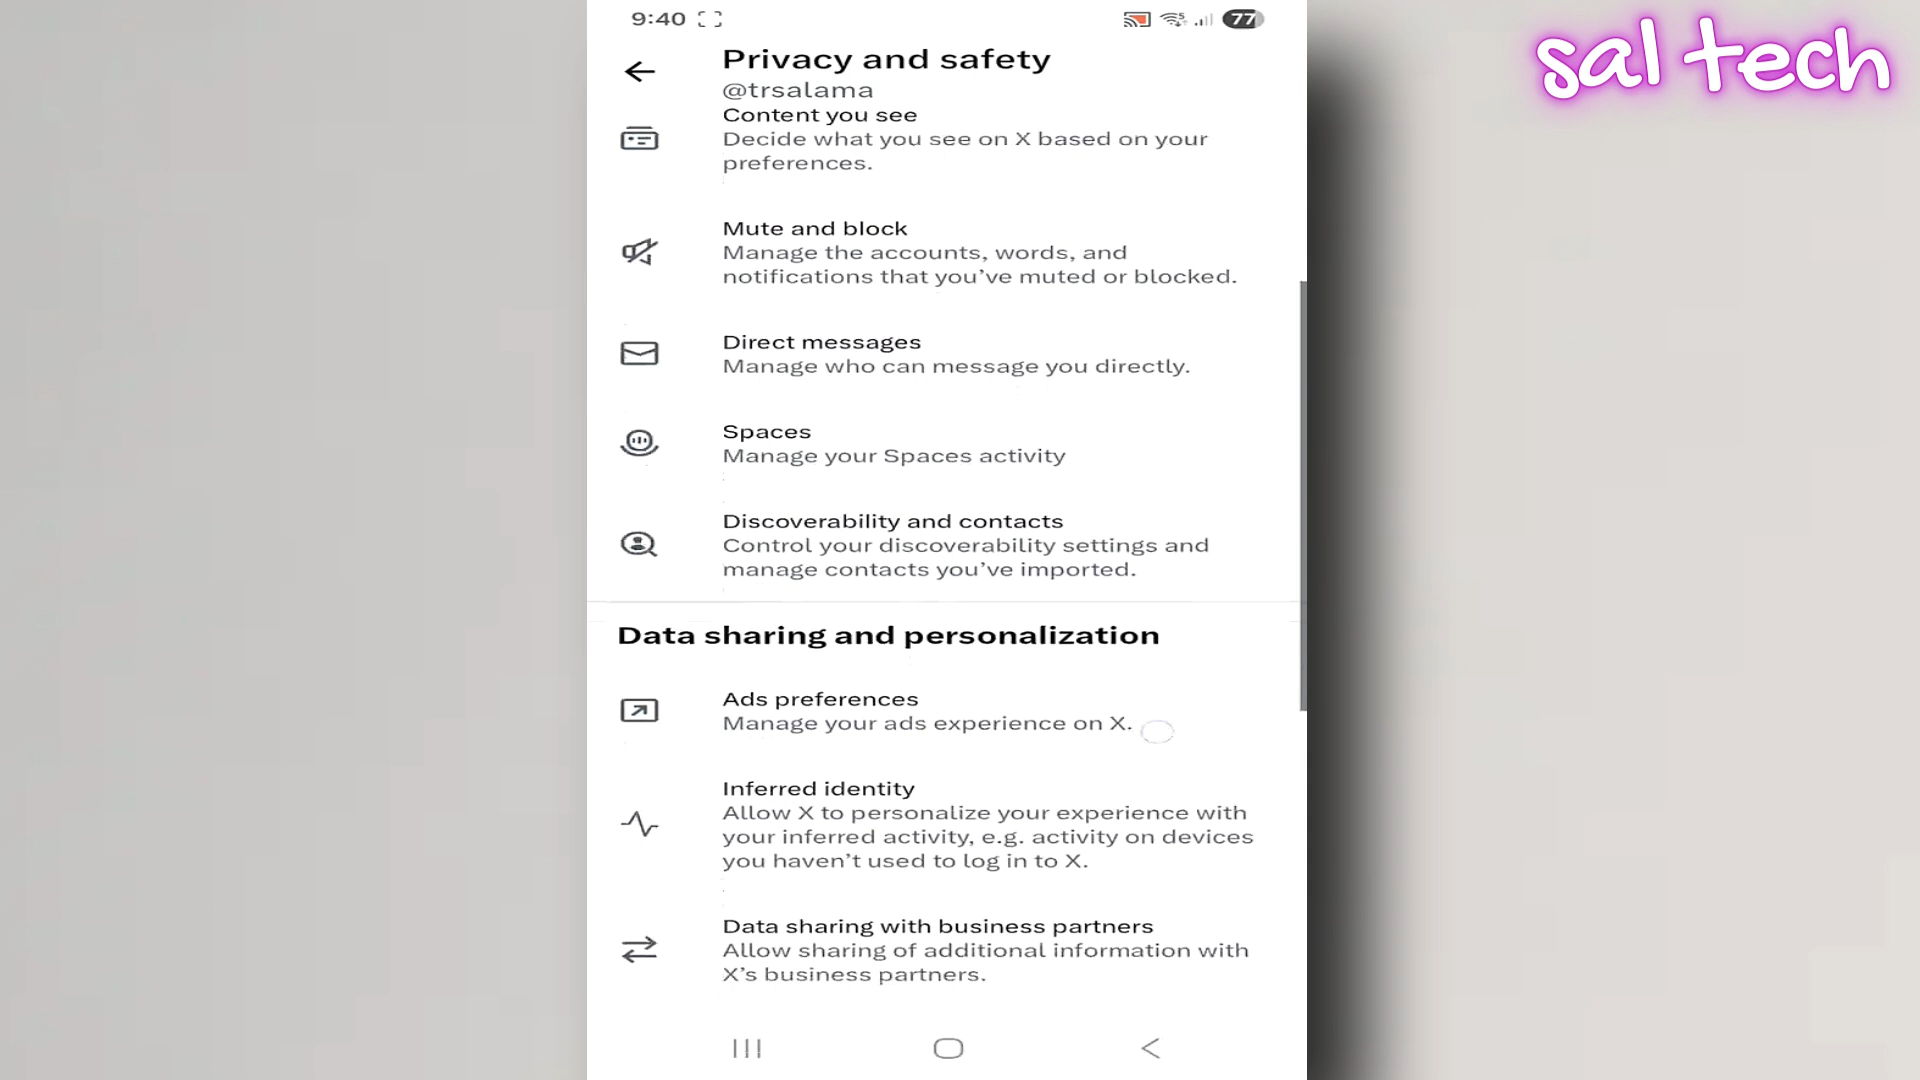 9:40
77
sal tech
Privacy and safety
@trsalama
Content you see
Decide what you see on X based on your
preferences.
Mute and block
Manage the accounts, words, and
notifications that you’ve muted or blocked.
Direct messages
Manage who can message you directly.
Spaces
Manage your Spaces activity
Discoverability and contacts
Control your discoverability settings and
manage contacts you’ve imported.
Data sharing and personalization
Ads preferences
Manage your ads experience on X.
Inferred identity
Allow X to personalize your experience with
your inferred activity, e.g. activity on devices
you haven’t used to log in to X.
Data sharing with business partners
Allow sharing of additional information with
X’s business partners.